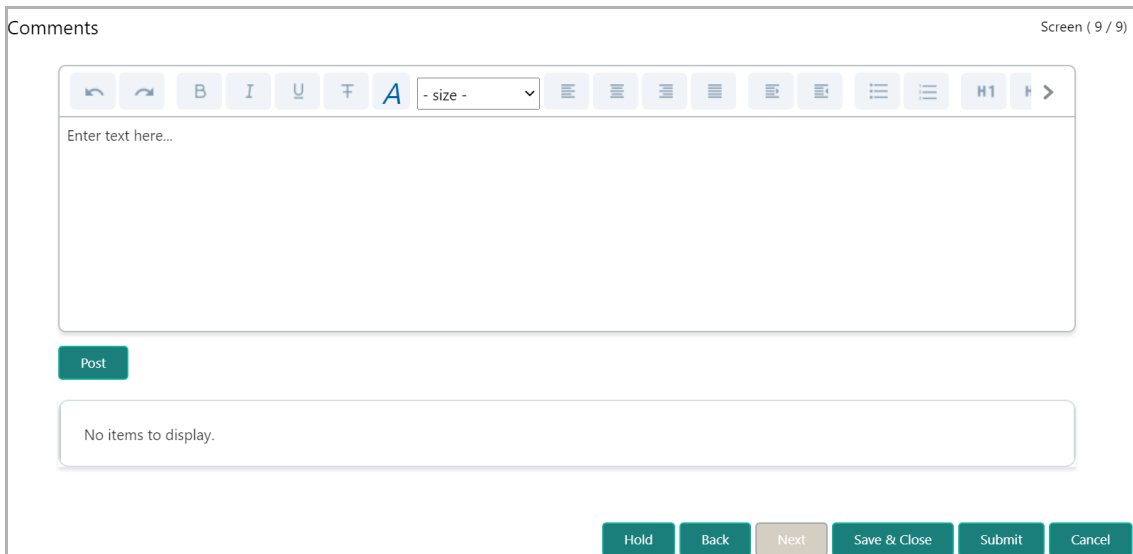 Comments Screen ( 9 / 9)
B I U T A - size - H1
Enter text here...
Post
No items to display.
Hold Back Next Save & Close Submit Cancel